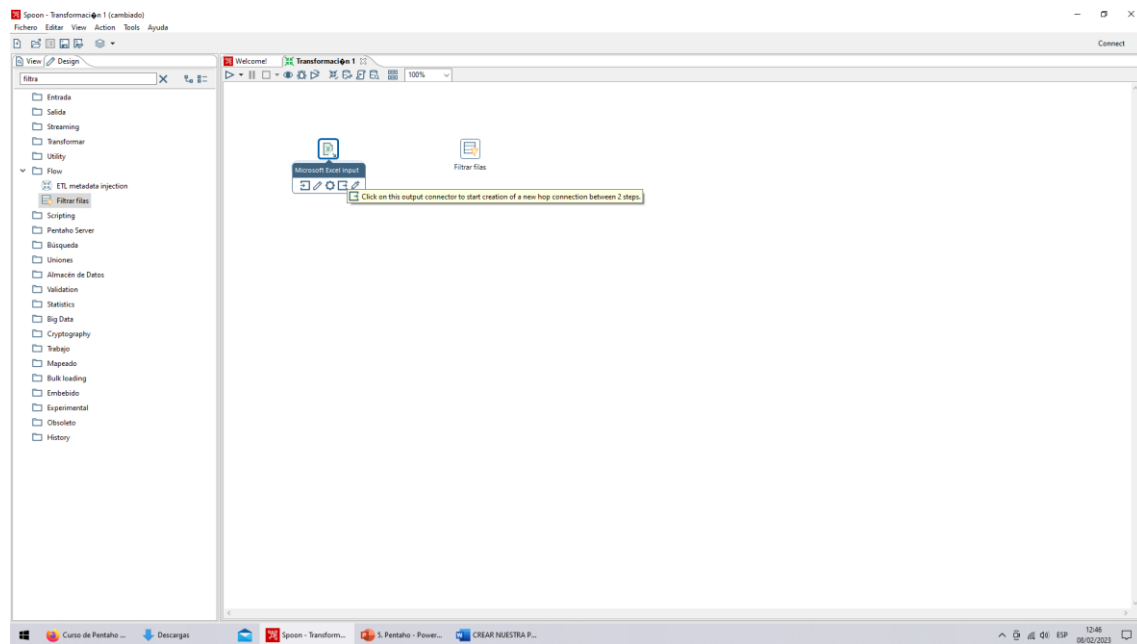 Spoon - Transformaci�n 1 (cambiado)
Fichero Editar View Action Tools Ayuda
Connect
View Design
Welcome! Transformaci�n 1
filtra
100%
Entrada
Salida
Streaming
Transformar
Utility
Flow
ETL metadata injection
Filtrar filas
Scripting
Pentaho Server
Búsqueda
Uniones
Almacén de Datos
Validation
Statistics
Big Data
Cryptography
Trabajo
Mapeado
Bulk loading
Embebido
Experimental
Obsoleto
History
Microsoft Excel input
Filtrar filas
Click on this output connector to start creation of a new hop connection between 2 steps.
Curso de Pentaho ... Descargas Spoon - Transform... 5. Pentaho - Power... CREAR NUESTRA P...
ESP 12:46
08/02/2023